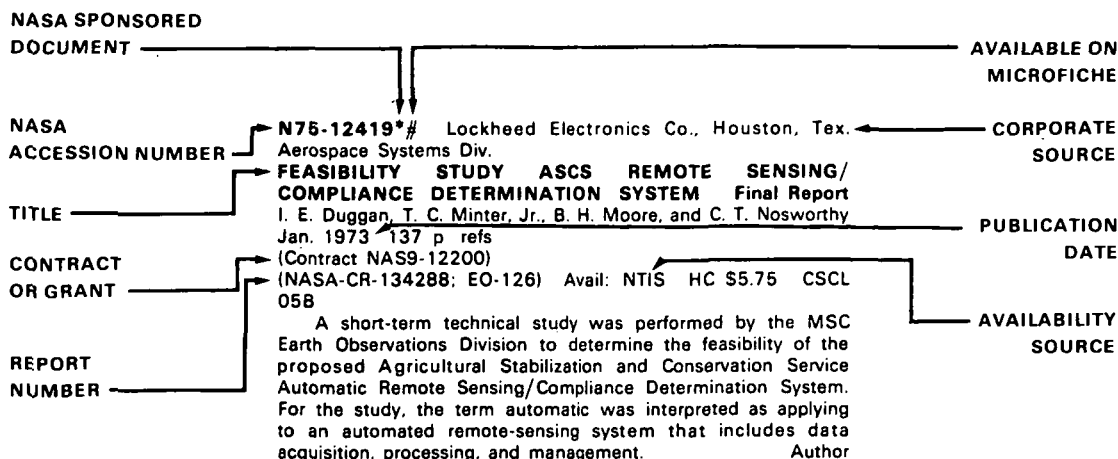 NASA SPONSORED
DOCUMENT
AVAILABLE ON
MICROFICHE
NASA
ACCESSION NUMBER
N75-12419*# Lockheed Electronics Co., Houston, Tex.
CORPORATE
SOURCE
Aerospace Systems Div.
TITLE
FEASIBILITY STUDY ASCS REMOTE SENSING/
COMPLIANCE DETERMINATION SYSTEM Final Report
I. E. Duggan, T. C. Minter, Jr., B. H. Moore, and C. T. Nosworthy
Jan. 1973 137 p refs
PUBLICATION
DATE
CONTRACT
OR GRANT
(Contract NAS9-12200)
(NASA-CR-134288; EO-126) Avail: NTIS HC $5.75 CSCL
05B
AVAILABILITY
SOURCE
REPORT
NUMBER
A short-term technical study was performed by the MSC
Earth Observations Division to determine the feasibility of the
proposed Agricultural Stabilization and Conservation Service
Automatic Remote Sensing/Compliance Determination System.
For the study, the term automatic was interpreted as applying
to an automated remote-sensing system that includes data
acquisition, processing, and management. Author